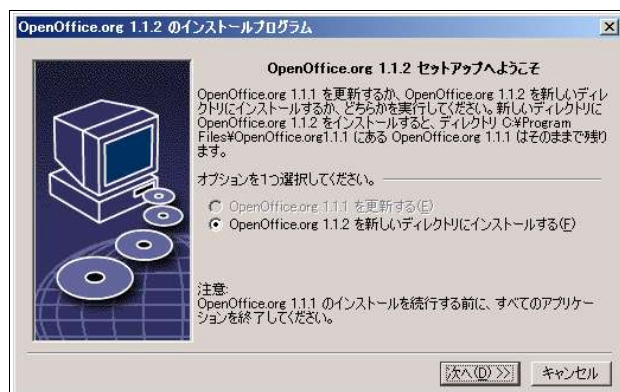 OpenOffice.org 1.1.2 のインストールプログラム
OpenOffice.org 1.1.2 セットアップへようこそ
OpenOffice.org 1.1.1 を更新するか、OpenOffice.org 1.1.2 を新しいディレ
クトリにインストールするか、どちらかを実行してください。新しいディレクトリに
OpenOffice.org 1.1.2 をインストールすると、ディレクトリ C:¥Program
Files¥OpenOffice.org1.1.1 にある OpenOffice.org 1.1.1 はそのままで残り
ます。
オプションを1つ選択してください。
OpenOffice.org 1.1.1 を更新する(E)
OpenOffice.org 1.1.2 を新しいディレクトリにインストールする(F)
注意:
OpenOffice.org 1.1.1 のインストールを続行する前に、すべてのアプリケー
ションを終了してください。
次へ(D) >>
キャンセル